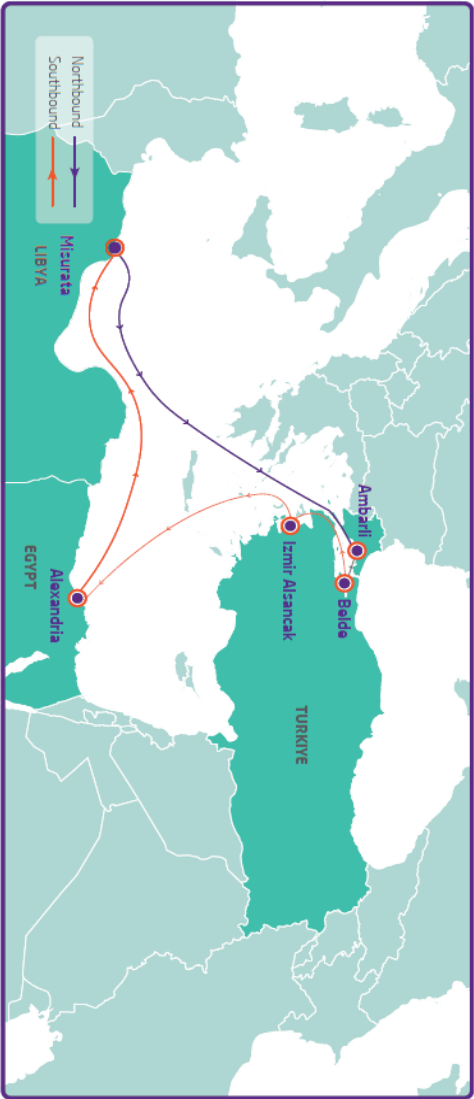 Northbound
Southbound
Misurata
LIBYA
Ambarli
Belde
Izmir Alsancak
TURKIYE
Alexandria
EGYPT